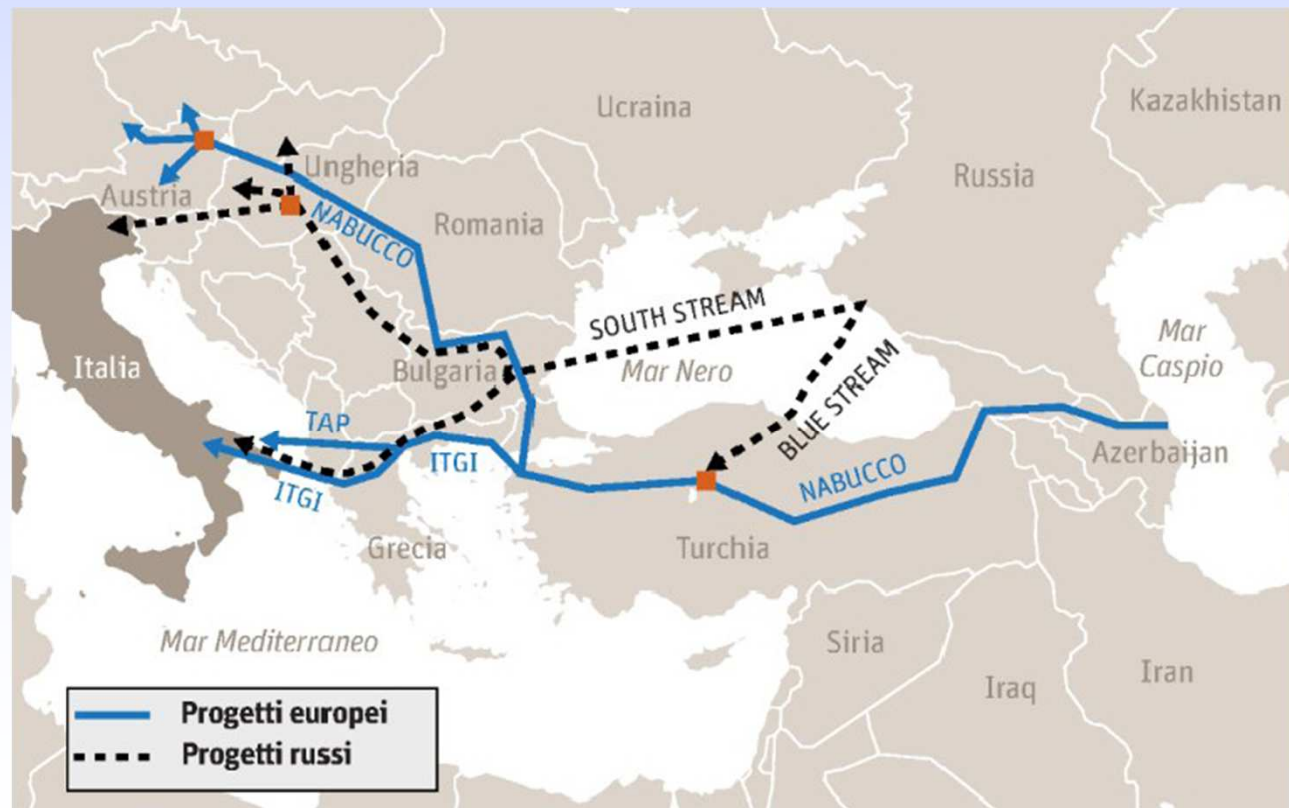 Ucraina
Kazakhstan
Ungheria
Russia
Austria
NABUCCO
Romania
SOUTH STREAM
Mar
Caspio
Italia
Bulgaria
Mar Nero
BLUE STREAM
TAP
ITGI
Azerbaijan
NABUCCO
ITGI
Grecia
Turchia
Mar Mediterraneo
Siria
Iraq
Iran
Progetti europei
Progetti russi